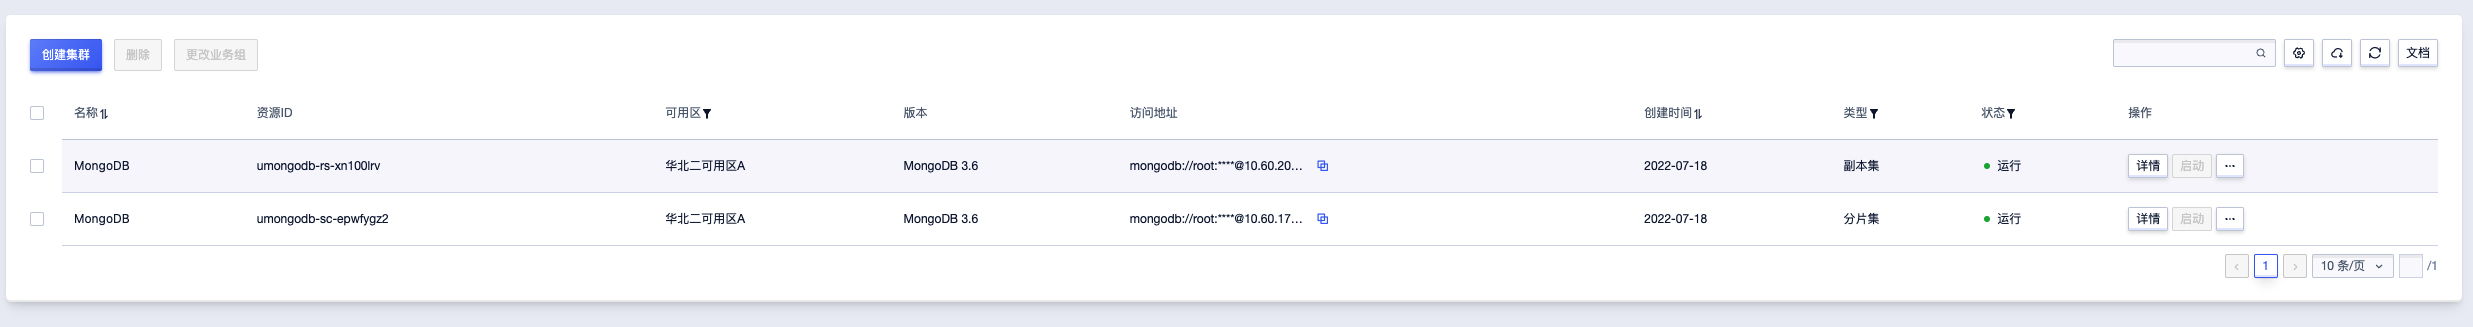 创建集群 删除 更改业务组 文档
名称 资源ID 可用区 版本 访问地址 创建时间 类型 状态 操作
MongoDB umongodb-rs-xn100lrv 华北二可用区A MongoDB 3.6 mongodb://root:****@10.60.20... 2022-07-18 副本集 运行 详情 启动 ...
MongoDB umongodb-sc-epwfygz2 华北二可用区A MongoDB 3.6 mongodb://root:****@10.60.17... 2022-07-18 分片集 运行 详情 启动 ...
< 1 > 10 条/页 /1